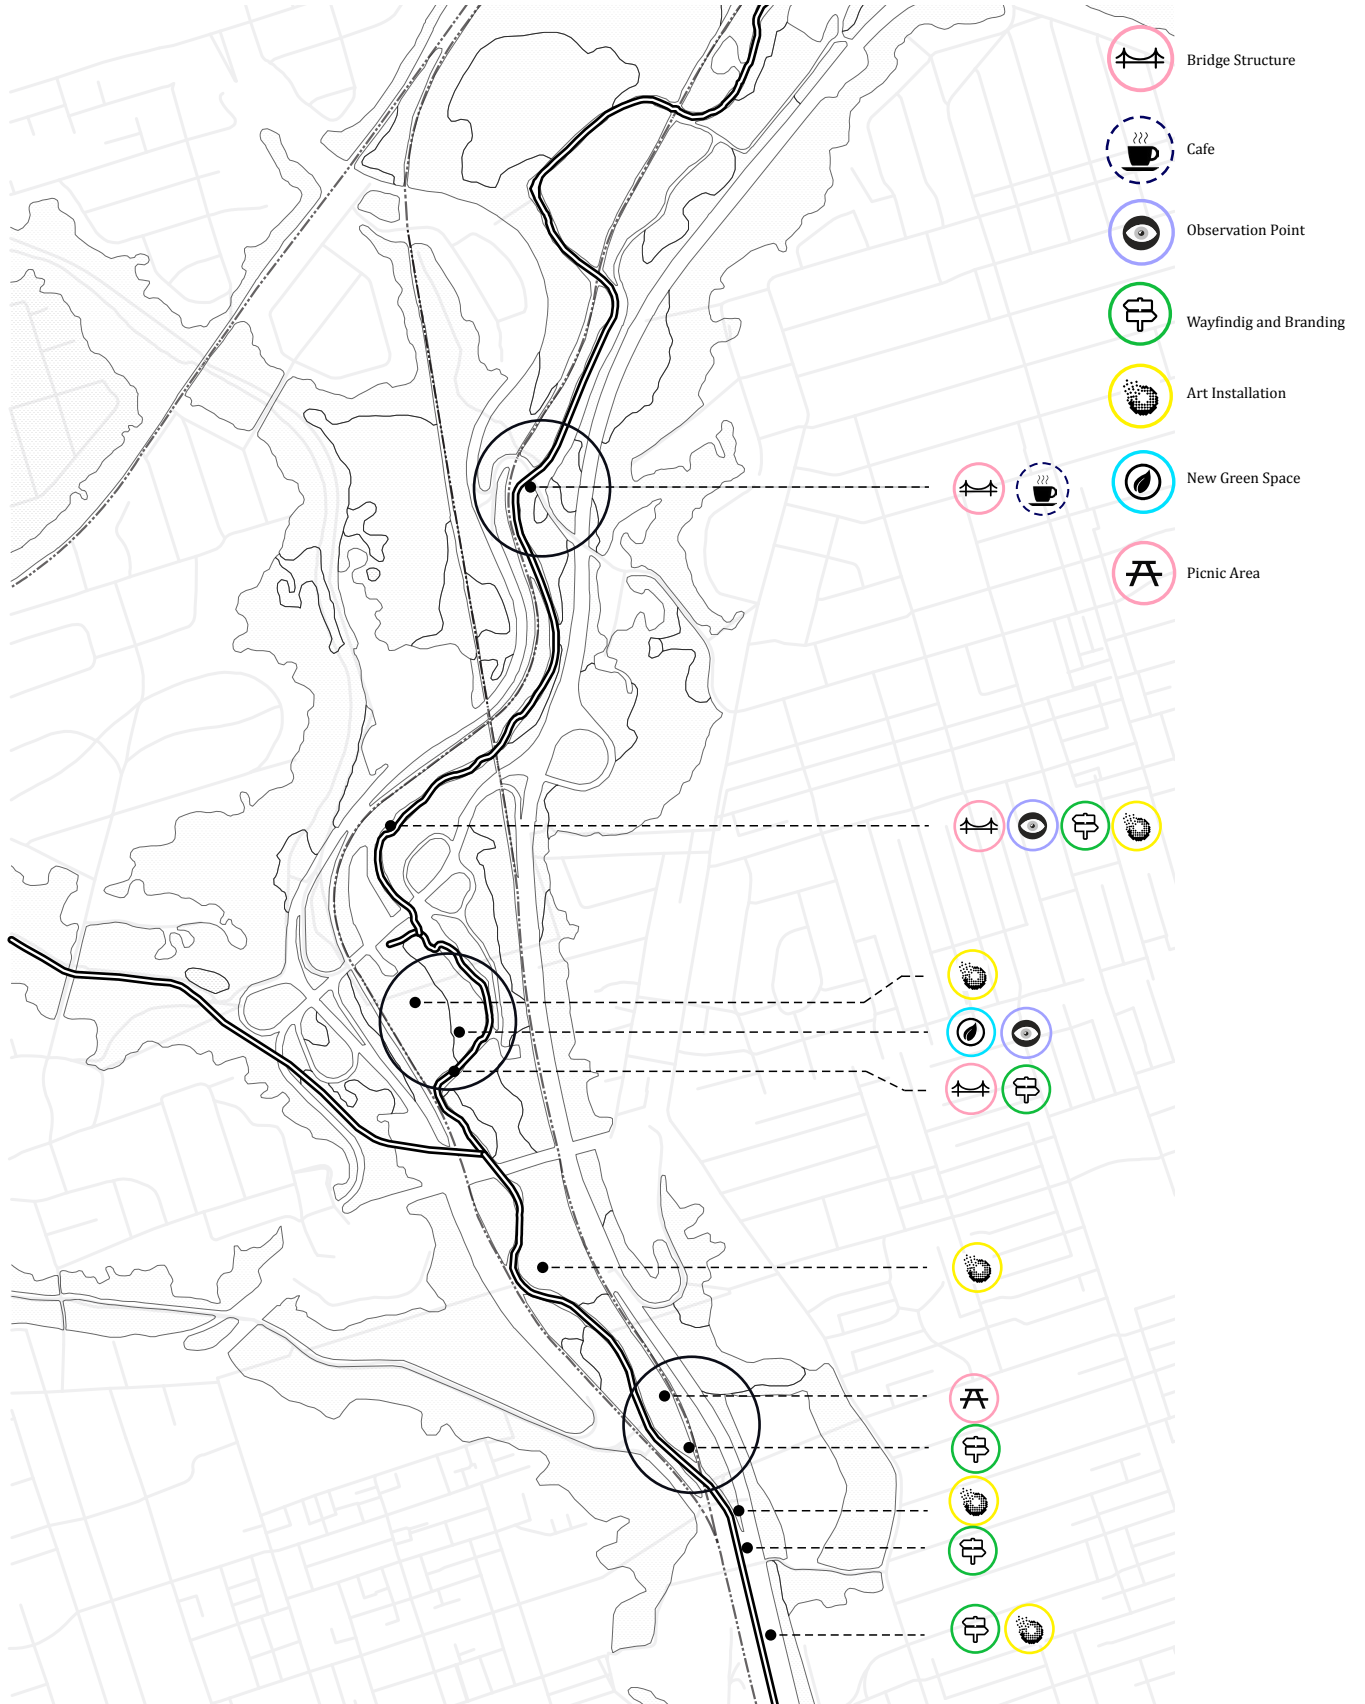 Bridge Structure
Cafe
Observation Point
Wayfindig and Branding
Art Installation
New Green Space
Picnic Area